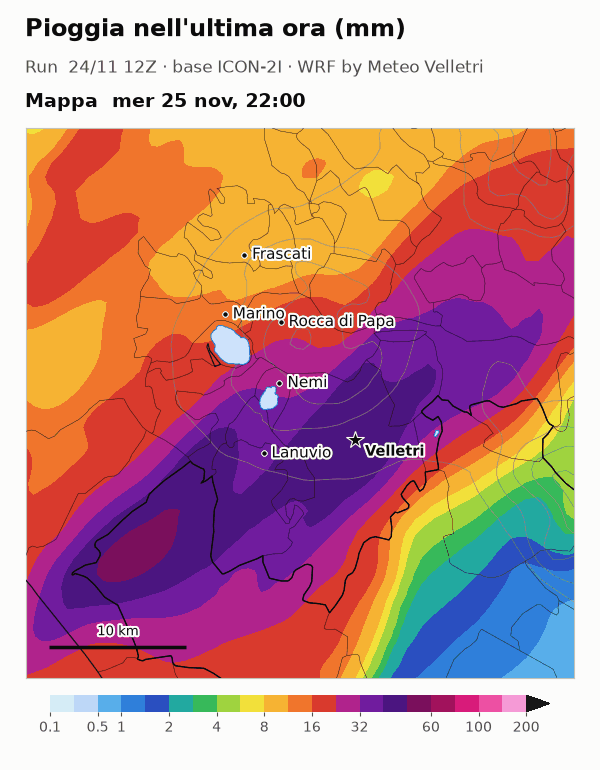 Pioggia nell'ultima ora (mm)
Run  24/11 12Z · base ICON-2I · WRF by Meteo Velletri
Mappa  mer 25 nov, 22:00
Frascati
Marino
Rocca di Papa
Nemi
Velletri
Lanuvio
10 km
0.1 0.5 1 2 4 8 16 32 60 100 200